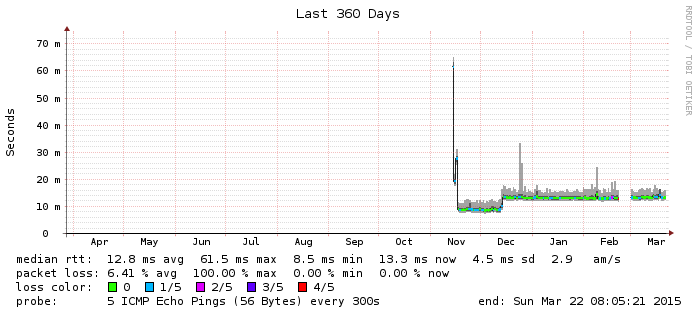 Last 360 Days
RRDTOOL / TOBI OETIKER
Seconds
70 m
60 m
50 m
40 m
30 m
20 m
10 m
0
Apr May Jun Jul Aug Sep Oct Nov Dec Jan Feb Mar
median rtt: 12.8 ms avg 61.5 ms max 8.5 ms min 13.3 ms now 4.5 ms sd 2.9 am/s
packet loss: 6.41 % avg 100.00 % max 0.00 % min 0.00 % now
loss color: 0 1/5 2/5 3/5 4/5
probe: 5 ICMP Echo Pings (56 Bytes) every 300s end: Sun Mar 22 08:05:21 2015